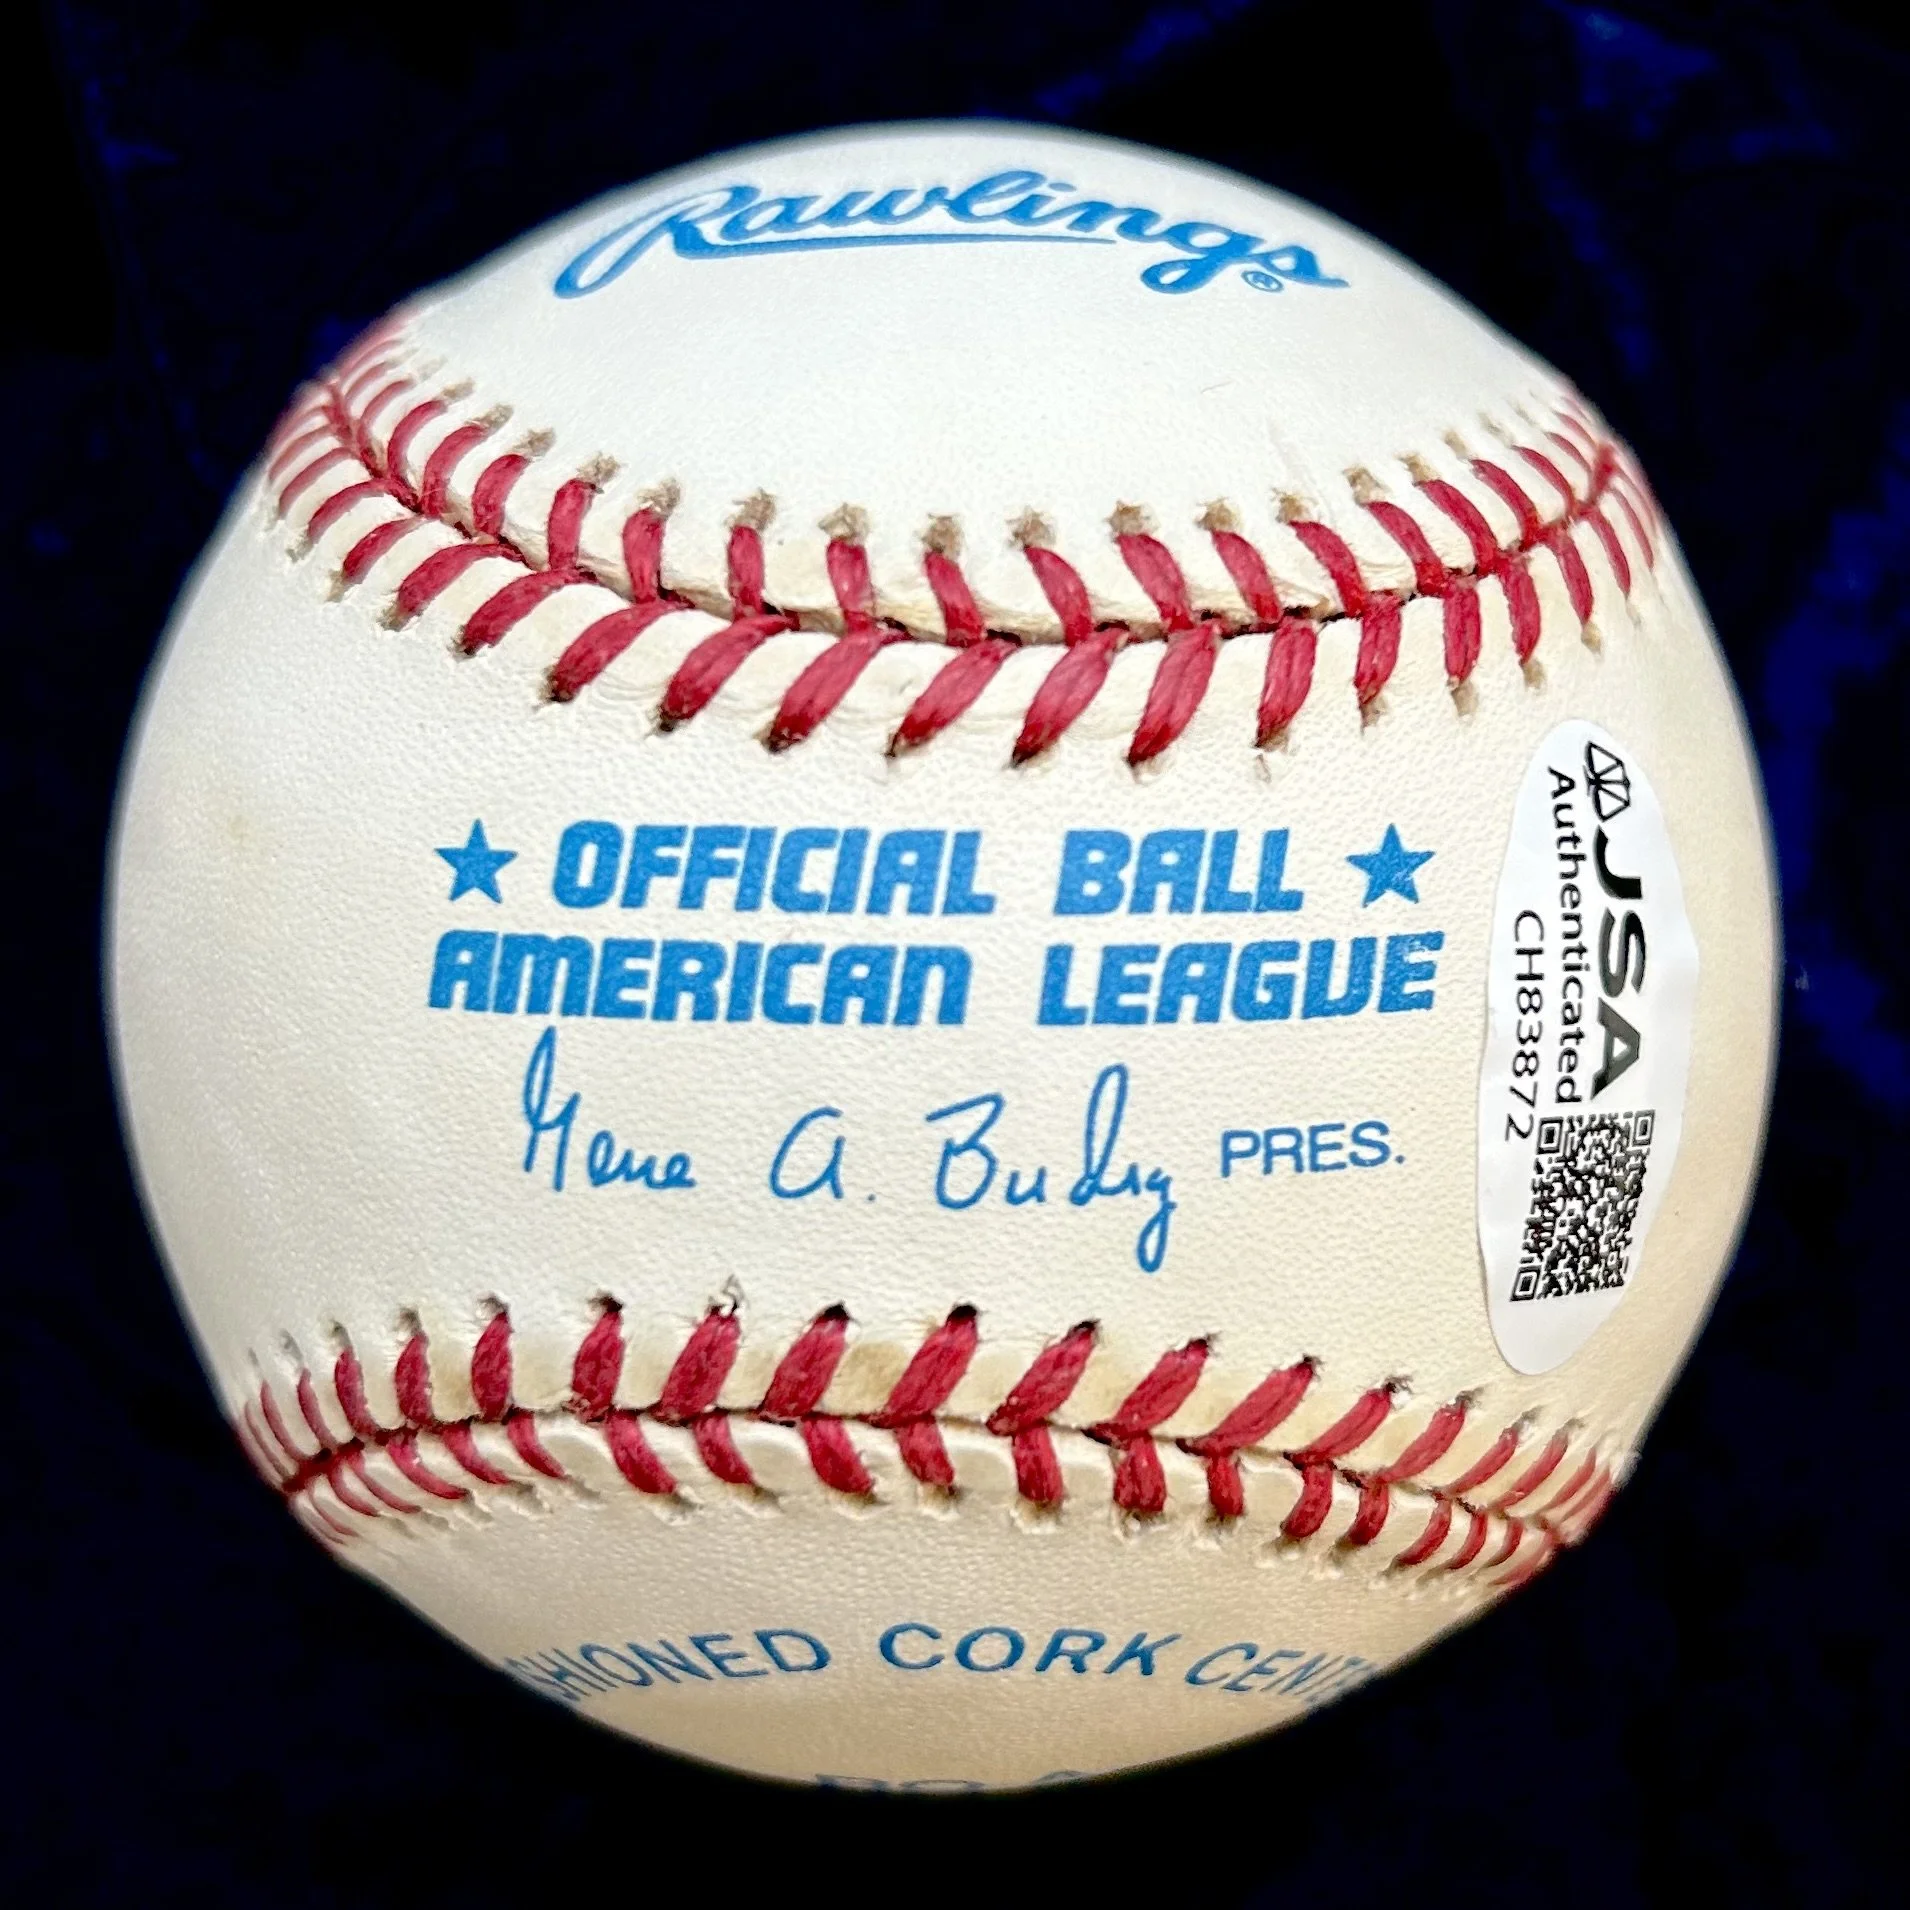 Rawlings®
★ OFFICIAL BALL ★
AMERICAN LEAGUE
Gene A. Budig PRES.
JSA
Authenticated
CH83872
CORK